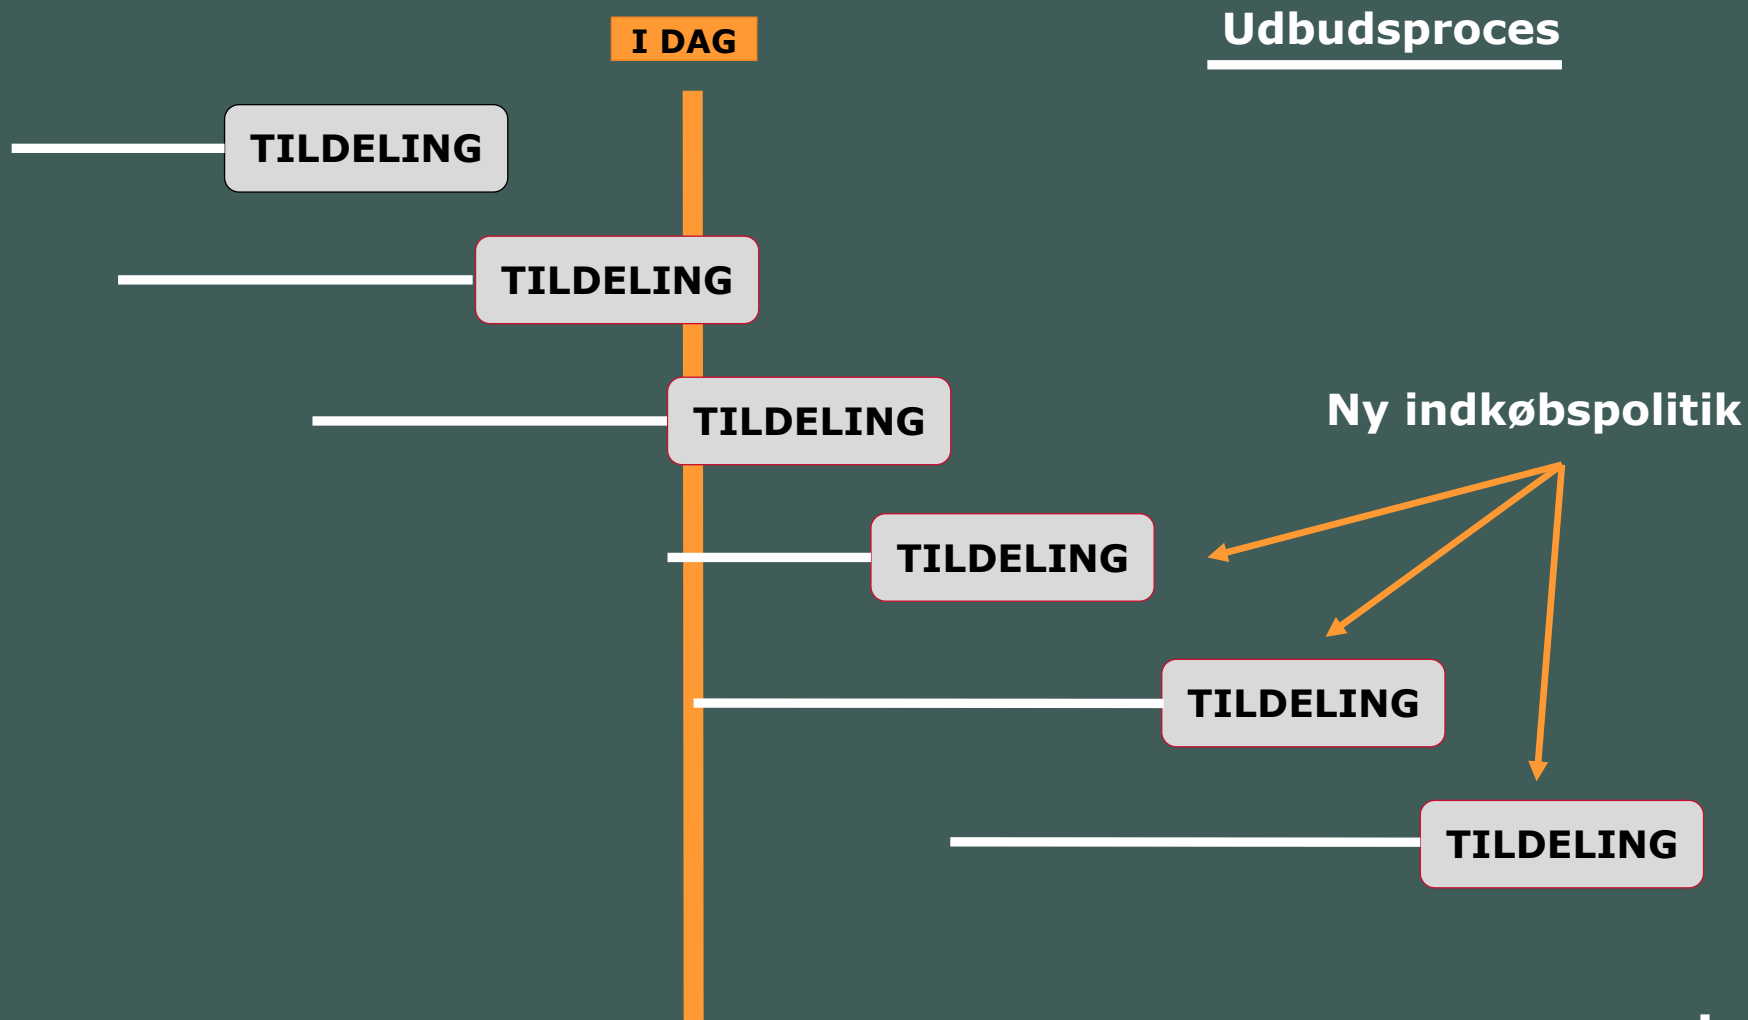 Udbudsproces
I DAG
TILDELING
TILDELING
TILDELING
Ny indkøbspolitik
TILDELING
TILDELING
TILDELING